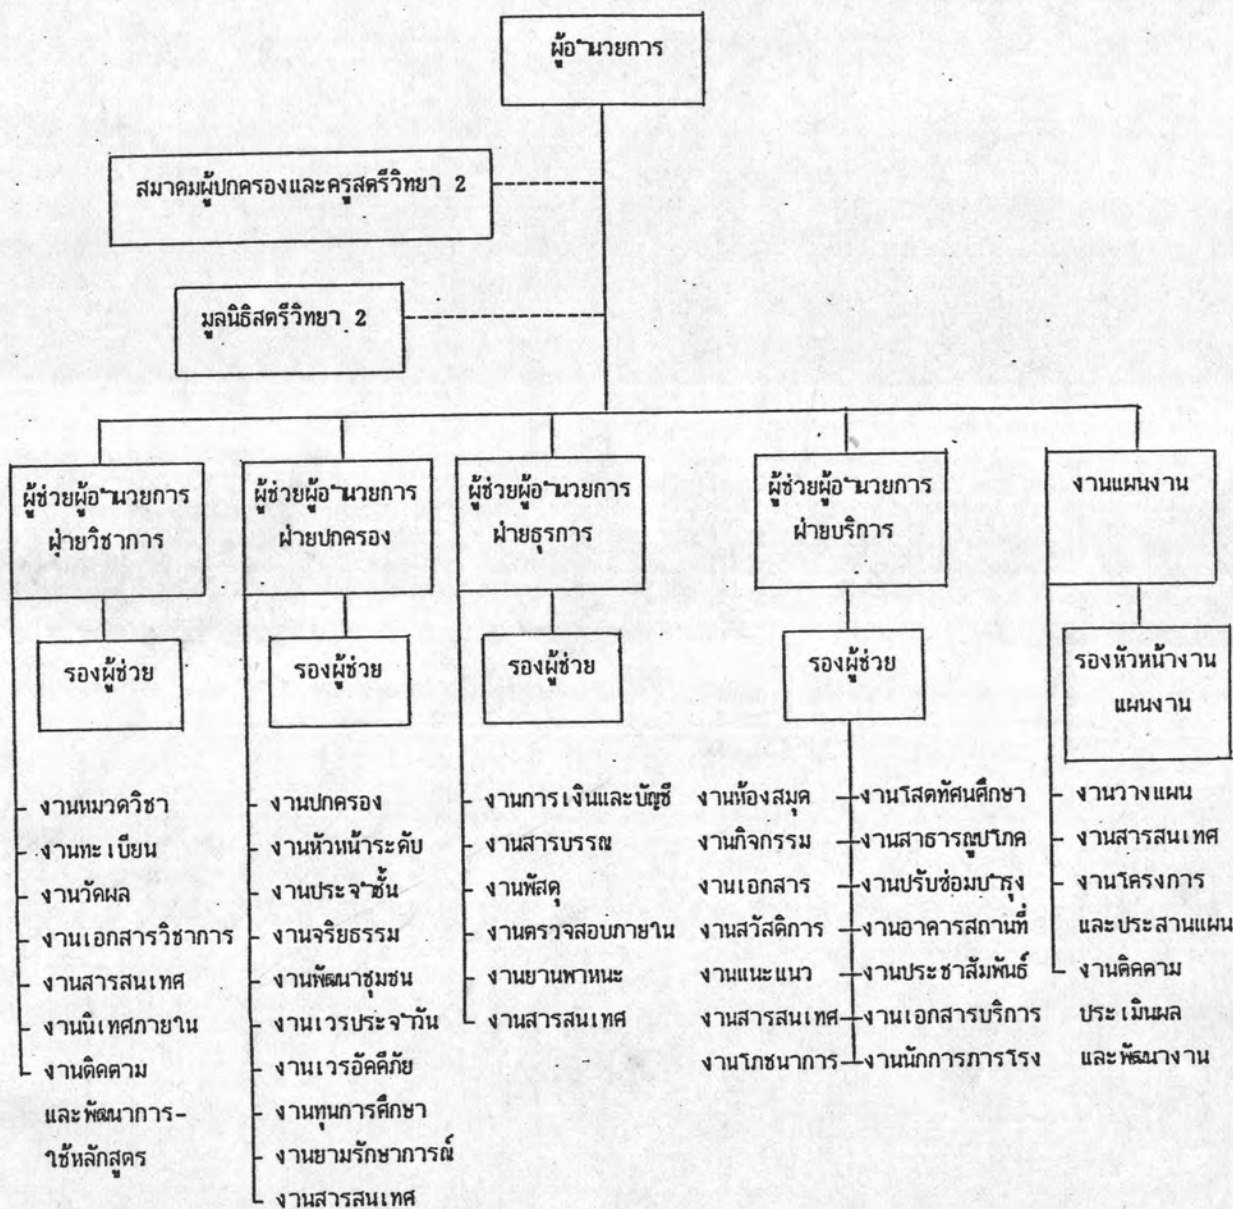 ผู้อำนวยการ
สมาคมผู้ปกครองและครูสตรีวิทยา 2
มูลนิธิสตรีวิทยา 2
ผู้ช่วยผู้อำนวยการ
ฝ่ายวิชาการ
ผู้ช่วยผู้อำนวยการ
ฝ่ายปกครอง
ผู้ช่วยผู้อำนวยการ
ฝ่ายธุรการ
ผู้ช่วยผู้อำนวยการ
ฝ่ายบริการ
งานแผนงาน
รองผู้ช่วย
รองผู้ช่วย
รองผู้ช่วย
รองผู้ช่วย
รองหัวหน้างาน
แผนงาน
- งานหมวดวิชา
- งานทะเบียน
- งานวัดผล
- งานเอกสารวิชาการ
- งานสารสนเทศ
- งานนิเทศภายใน
- งานติดตาม
และพัฒนาการ-
ใช้หลักสูตร
- งานปกครอง
- งานหัวหน้าระดับ
- งานประจำชั้น
- งานจริยธรรม
- งานพัฒนาชุมชน
- งานเวรประจำวัน
- งานเวรอัคคีภัย
- งานทุนการศึกษา
- งานยามรักษาการณ์
- งานสารสนเทศ
- งานการเงินและบัญชี
- งานสารบรรณ
- งานพัสดุ
- งานตรวจสอบภายใน
- งานยานพาหนะ
- งานสารสนเทศ
งานห้องสมุด
งานกิจกรรม
งานเอกสาร
งานสวัสดิการ
งานแนะแนว
งานสารสนเทศ
งานโภชนาการ
งานโสตทัศนศึกษา
งานสาธารณูปโภค
งานปรับซ่อมบำรุง
งานอาคารสถานที่
งานประชาสัมพันธ์
งานเอกสารบริการ
งานนักการภารโรง
- งานวางแผน
- งานสารสนเทศ
- งานโครงการ
และประสานแผน
- งานติดตาม
ประเมินผล
และพัฒนางาน